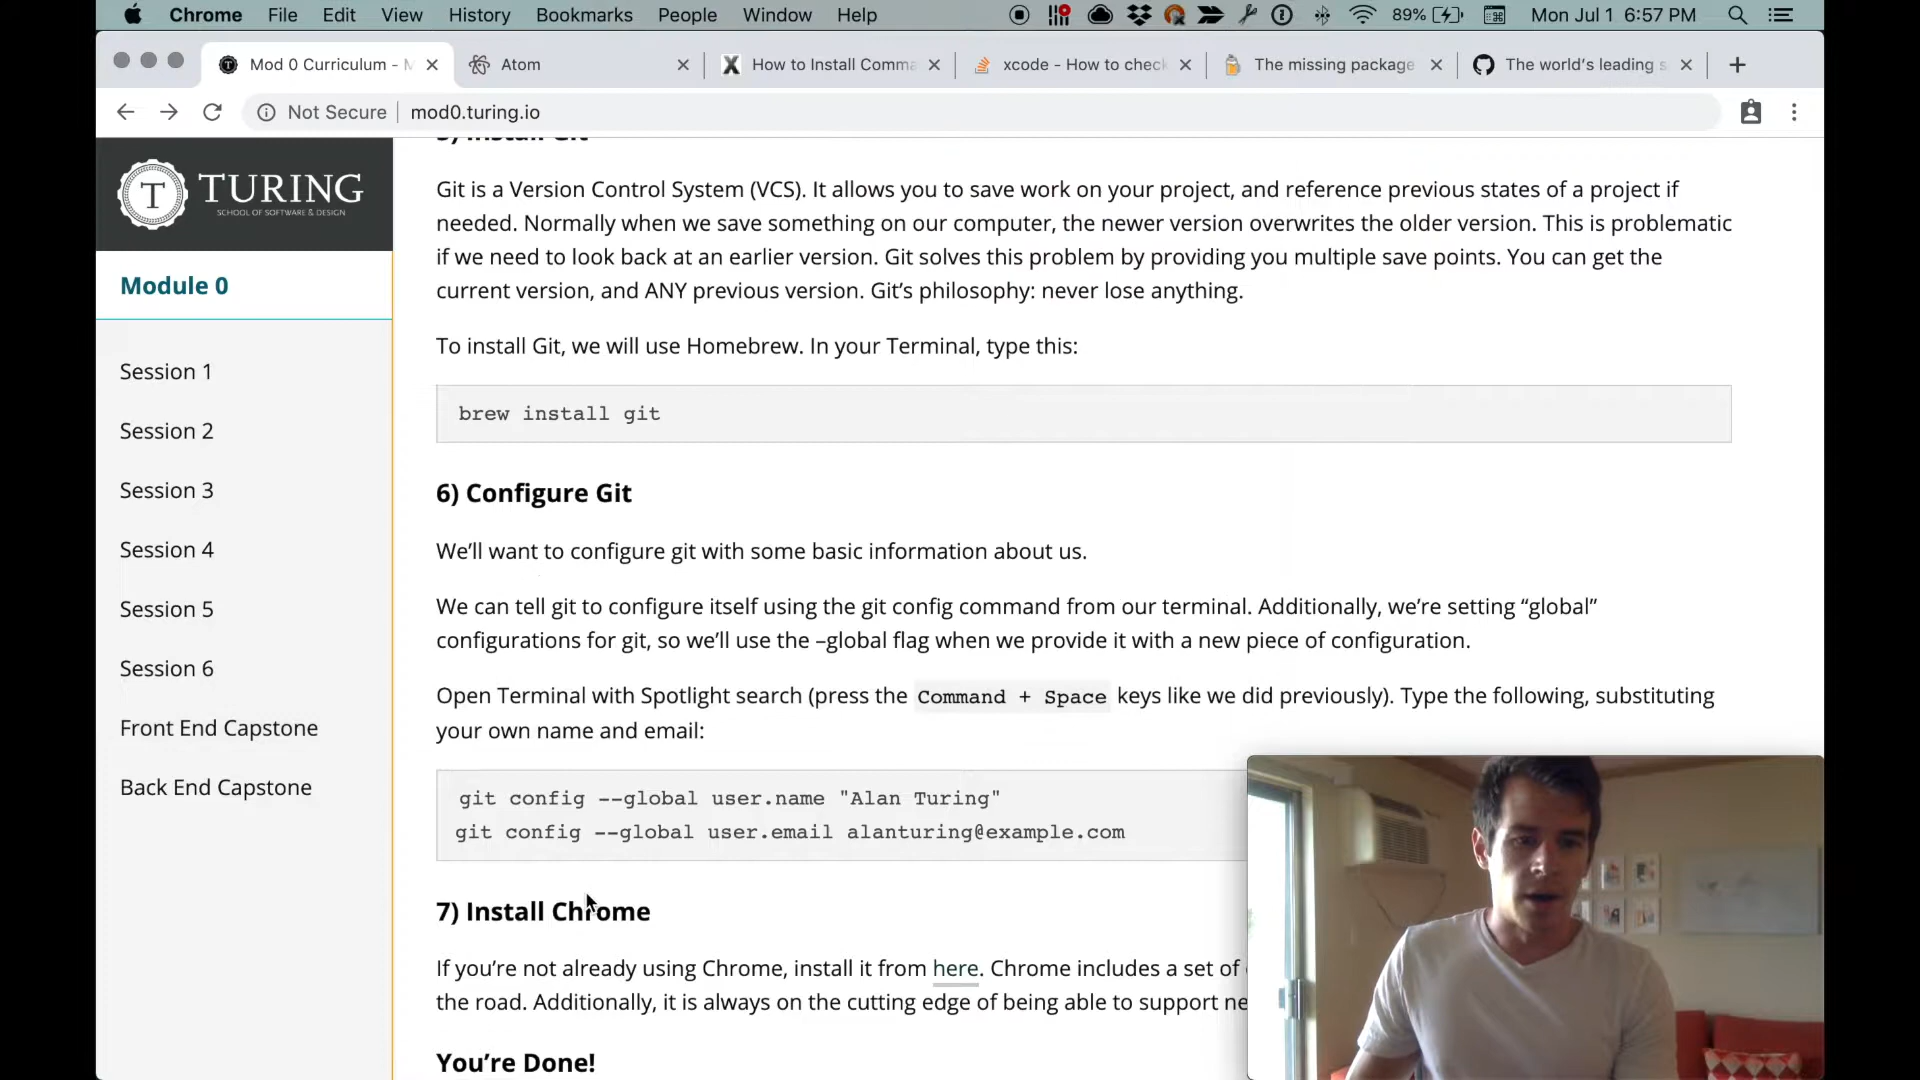 Chrome File Edit View History Bookmarks People Window Help 89% Mon Jul 1 6:57 PM
Mod 0 Curriculum - Atom How to Install Comma xcode - How to check The missing package The world's leading
Not Secure mod0.turing.io
TURING
SCHOOL OF SOFTWARE & DESIGN
Module 0
Session 1
Session 2
Session 3
Session 4
Session 5
Session 6
Front End Capstone
Back End Capstone
5) Install Git
Git is a Version Control System (VCS). It allows you to save work on your project, and reference previous states of a project if
needed. Normally when we save something on our computer, the newer version overwrites the older version. This is problematic
if we need to look back at an earlier version. Git solves this problem by providing you multiple save points. You can get the
current version, and ANY previous version. Git’s philosophy: never lose anything.
To install Git, we will use Homebrew. In your Terminal, type this:
brew install git
6) Configure Git
We’ll want to configure git with some basic information about us.
We can tell git to configure itself using the git config command from our terminal. Additionally, we’re setting “global”
configurations for git, so we’ll use the –global flag when we provide it with a new piece of configuration.
Open Terminal with Spotlight search (press the Command + Space keys like we did previously). Type the following, substituting
your own name and email:
git config --global user.name "Alan Turing"
git config --global user.email alanturing@example.com
7) Install Chrome
If you’re not already using Chrome, install it from here. Chrome includes a set of
the road. Additionally, it is always on the cutting edge of being able to support ne
You’re Done!